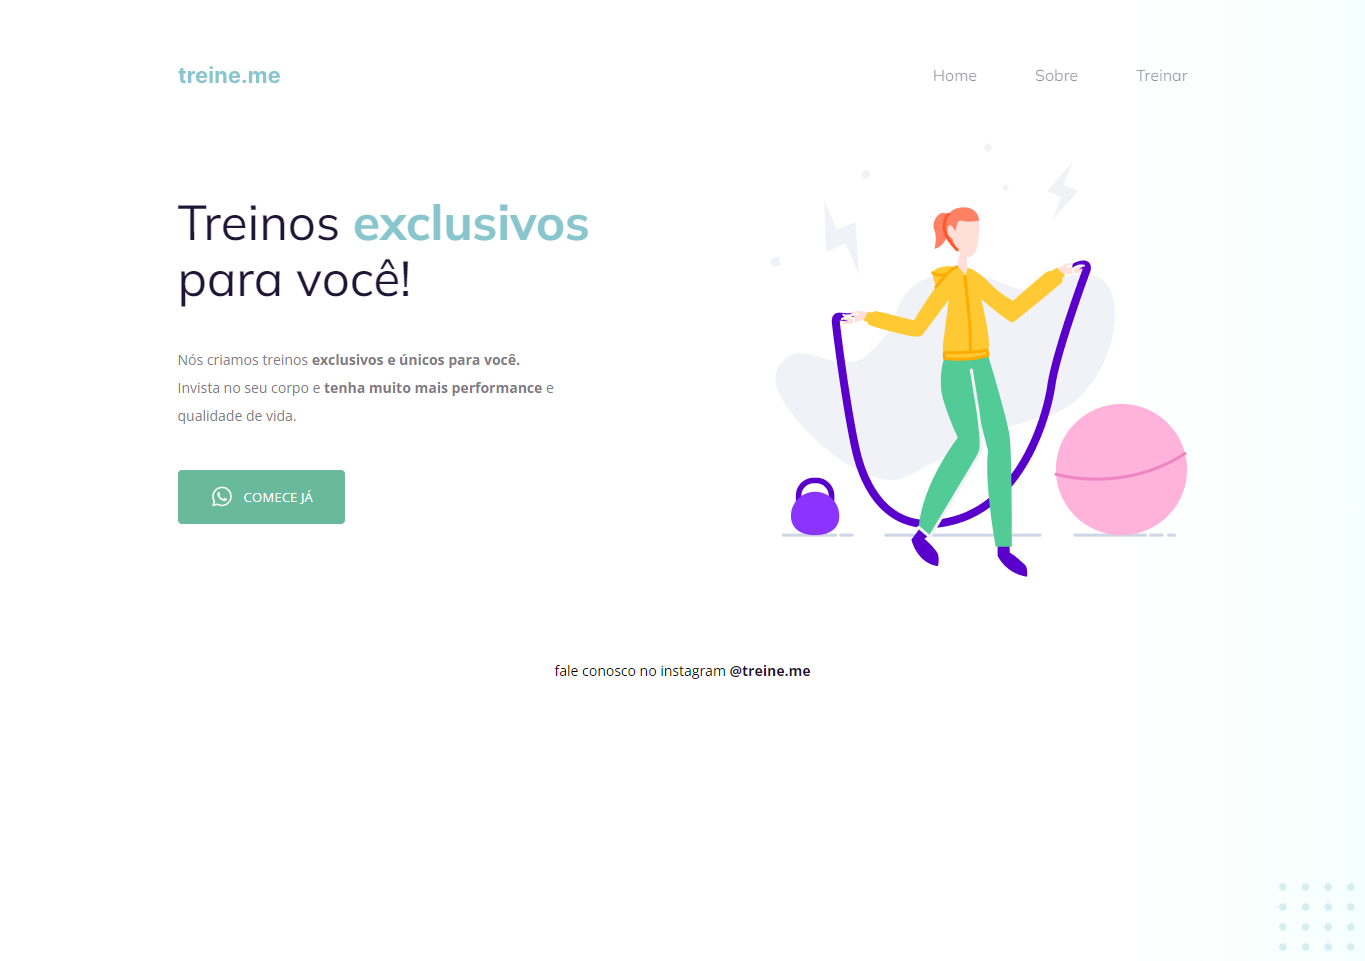 treine.me
Home
Sobre
Treinar
Treinos exclusivos
para você!
Nós criamos treinos exclusivos e únicos para você.
Invista no seu corpo e tenha muito mais performance e
qualidade de vida.
COMECE JÁ
fale conosco no instagram @treine.me